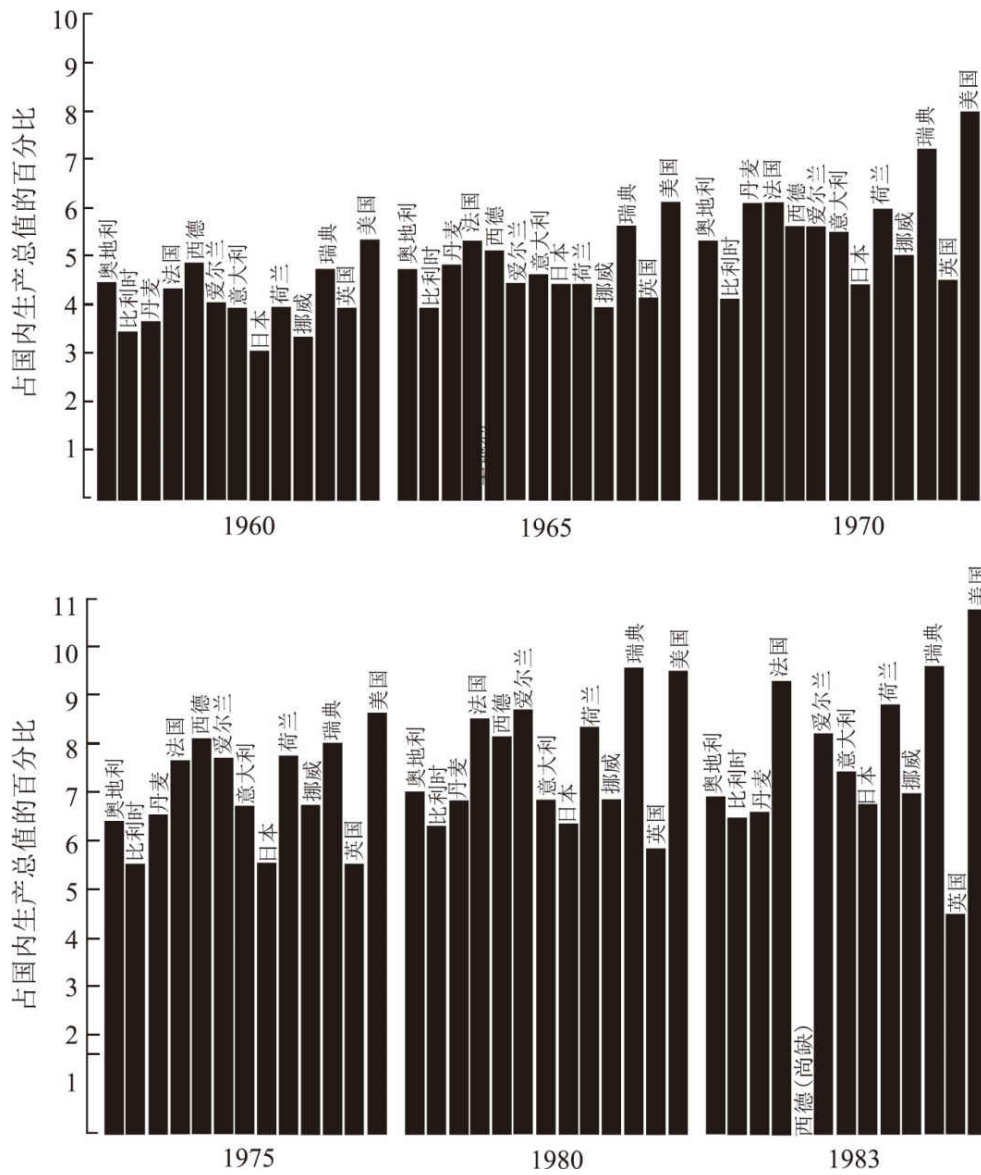 占国内生产总值的百分比
10
9
8
7
6
5
4
3
2
1
奥地利
比利时
丹麦
法国
西德
爱尔兰
意大利
日本
荷兰
挪威
瑞典
英国
美国
1960
奥地利
比利时
丹麦
法国
西德
爱尔兰
意大利
日本
荷兰
挪威
瑞典
英国
美国
1965
奥地利
比利时
丹麦
法国
西德
爱尔兰
意大利
日本
荷兰
挪威
瑞典
英国
美国
1970
占国内生产总值的百分比
11
10
9
8
7
6
5
4
3
2
1
奥地利
比利时
丹麦
法国
西德
爱尔兰
意大利
日本
荷兰
挪威
瑞典
英国
美国
1975
奥地利
比利时
丹麦
法国
西德
爱尔兰
意大利
日本
荷兰
挪威
瑞典
英国
美国
1980
奥地利
比利时
丹麦
法国
西德(尚缺)
爱尔兰
意大利
日本
荷兰
挪威
瑞典
英国
美国
1983